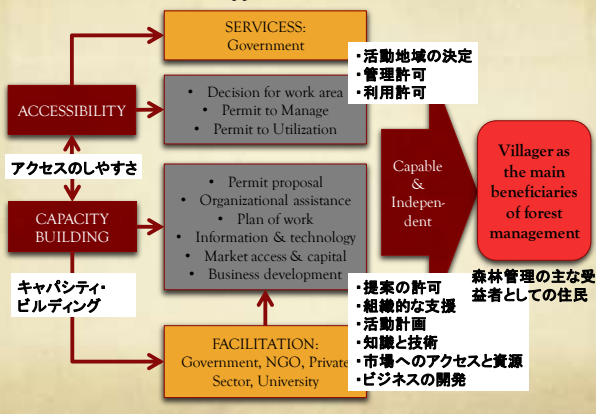 SERVICESS:
Government
・活動地域の決定
・管理許可
・利用許可
ACCESSIBILITY
• Decision for work area
• Permit to Manage
• Permit to Utilization
アクセスのしやすさ
CAPACITY
BUILDING
• Permit proposal
• Organizational assistance
• Plan of work
• Information & technology
• Market access & capital
• Business development
Capable
&
Indepen-
dent
Villager as
the main
beneficiaries
of forest
management
森林管理の主な受
益者としての住民
キャパシティ・
ビルディング
・提案の許可
・組織的な支援
・活動計画
・知識と技術
・市場へのアクセスと資源
・ビジネスの開発
FACILITATION:
Government, NGO, Private
Sector, University